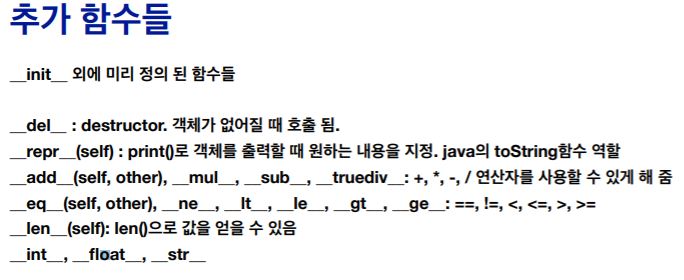 추가 함수들
__init__ 외에 미리 정의 된 함수들
__del__ : destructor. 객체가 없어질 때 호출 됨.
__repr__(self) : print()로 객체를 출력할 때 원하는 내용을 지정. java의 toString함수 역할
__add__(self, other), __mul__, __sub__, __truediv__: +, *, -, / 연산자를 사용할 수 있게 해 줌
__eq__(self, other), __ne__, __lt__, __le__, __gt__, __ge__: ==, !=, <, <=, >, >=
__len__(self): len()으로 값을 얻을 수 있음
__int__, __float__, __str__